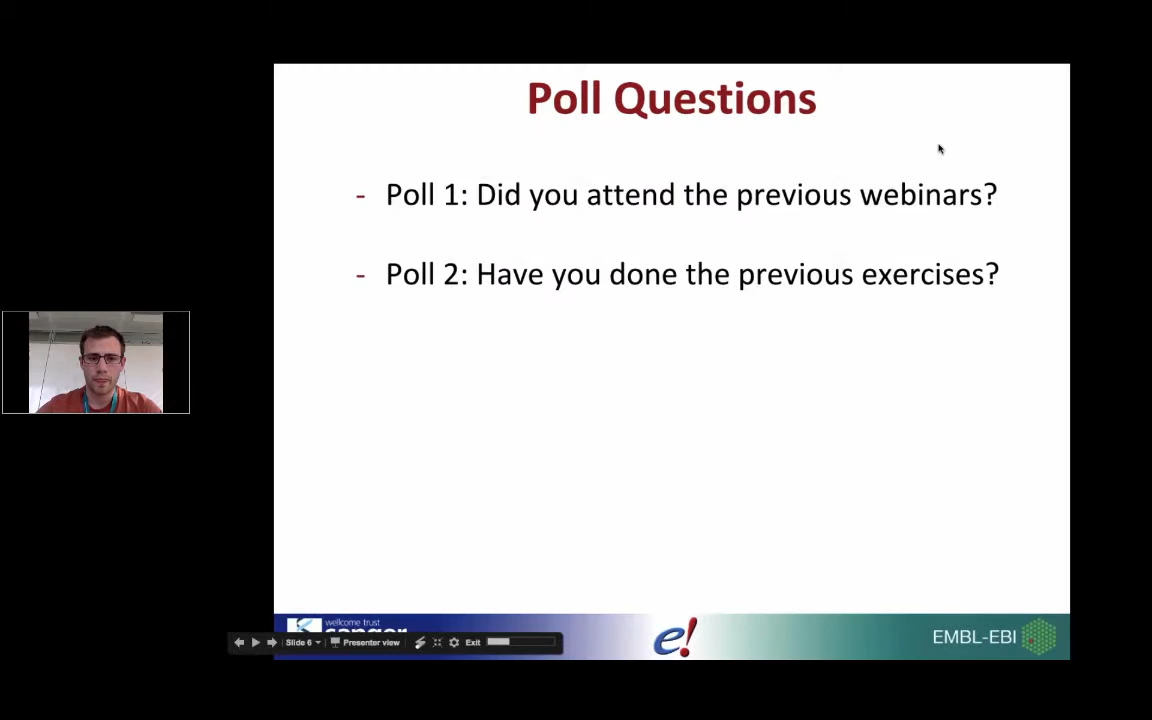 Poll Questions
- Poll 1: Did you attend the previous webinars?
- Poll 2: Have you done the previous exercises?
wellcome trust
sanger
Slide 6
Presenter view
Exit
e!
EMBL-EBI